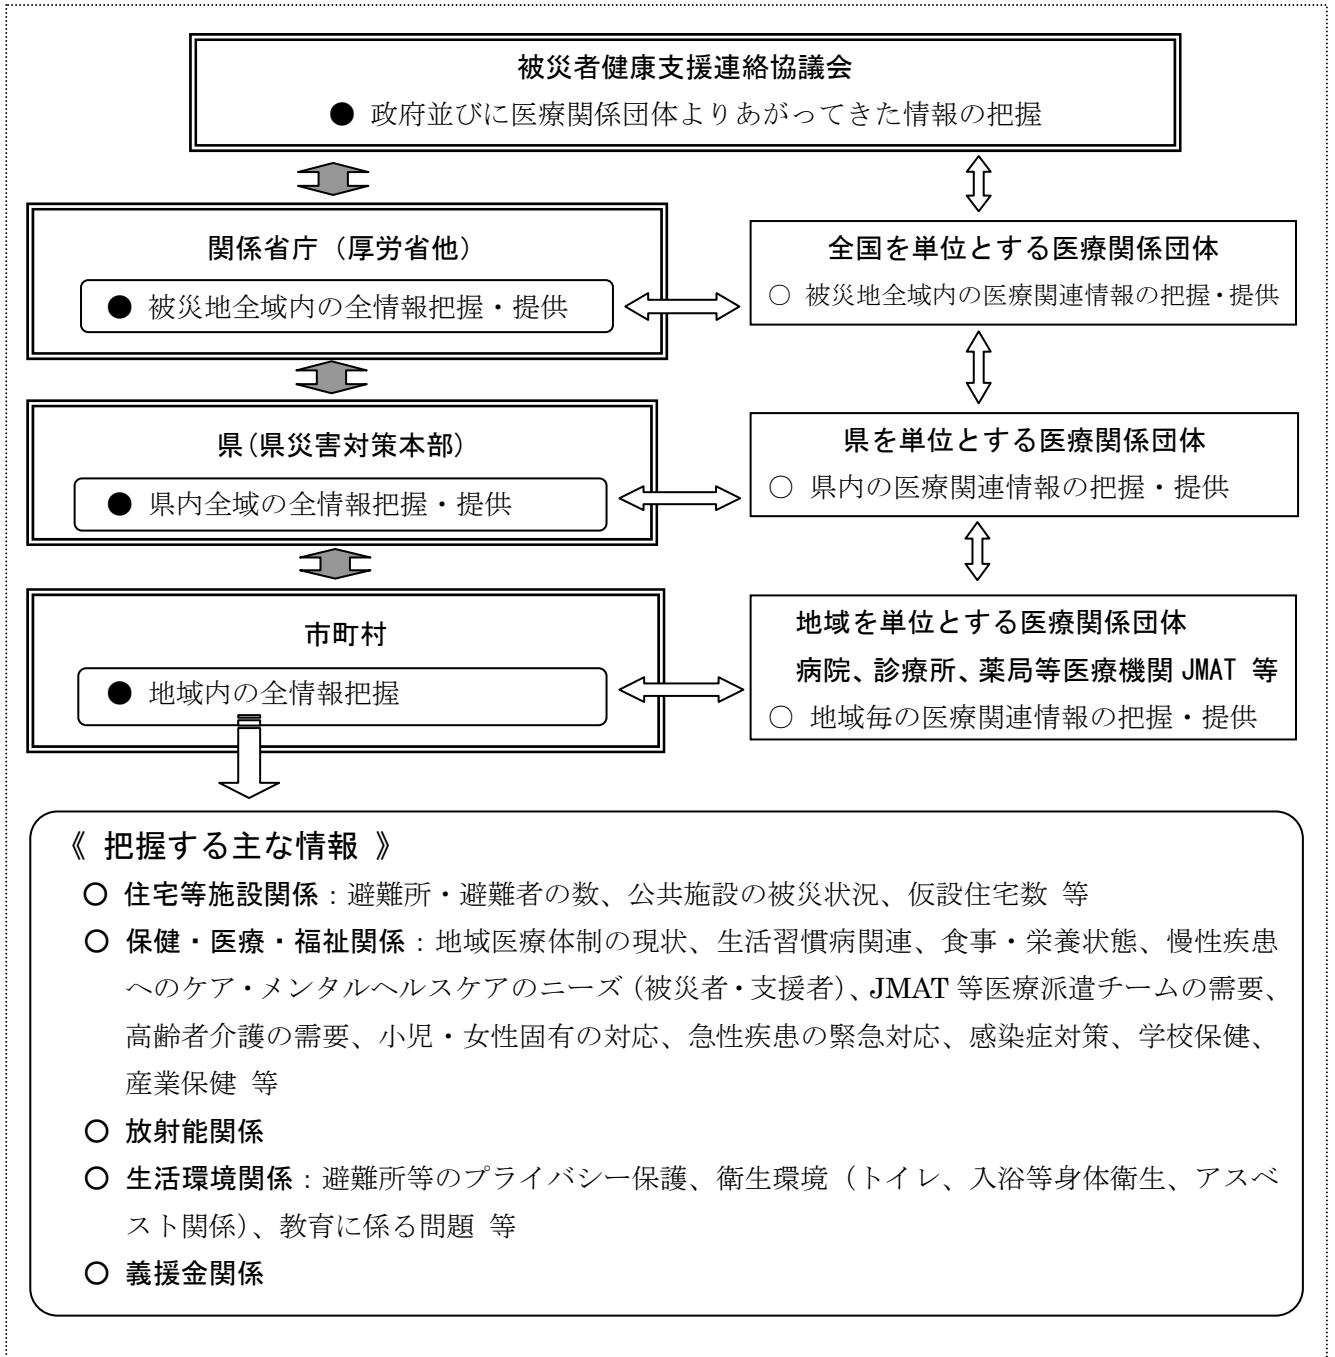 被災者健康支援連絡協議会
● 政府並びに医療関係団体よりあがってきた情報の把握
関係省庁（厚労省他）
● 被災地全域内の全情報把握・提供
全国を単位とする医療関係団体
○ 被災地全域内の医療関連情報の把握・提供
県(県災害対策本部)
● 県内全域の全情報把握・提供
県を単位とする医療関係団体
○ 県内の医療関連情報の把握・提供
市町村
● 地域内の全情報把握
地域を単位とする医療関係団体
病院、診療所、薬局等医療機関 JMAT 等
○ 地域毎の医療関連情報の把握・提供
《 把握する主な情報 》
○ 住宅等施設関係：避難所・避難者の数、公共施設の被災状況、仮設住宅数 等
○ 保健・医療・福祉関係：地域医療体制の現状、生活習慣病関連、食事・栄養状態、慢性疾患
へのケア・メンタルヘルスケアのニーズ（被災者・支援者）、JMAT 等医療派遣チームの需要、
高齢者介護の需要、小児・女性固有の対応、急性疾患の緊急対応、感染症対策、学校保健、
産業保健 等
○ 放射能関係
○ 生活環境関係：避難所等のプライバシー保護、衛生環境（トイレ、入浴等身体衛生、アスベ
スト関係）、教育に係る問題 等
○ 義援金関係